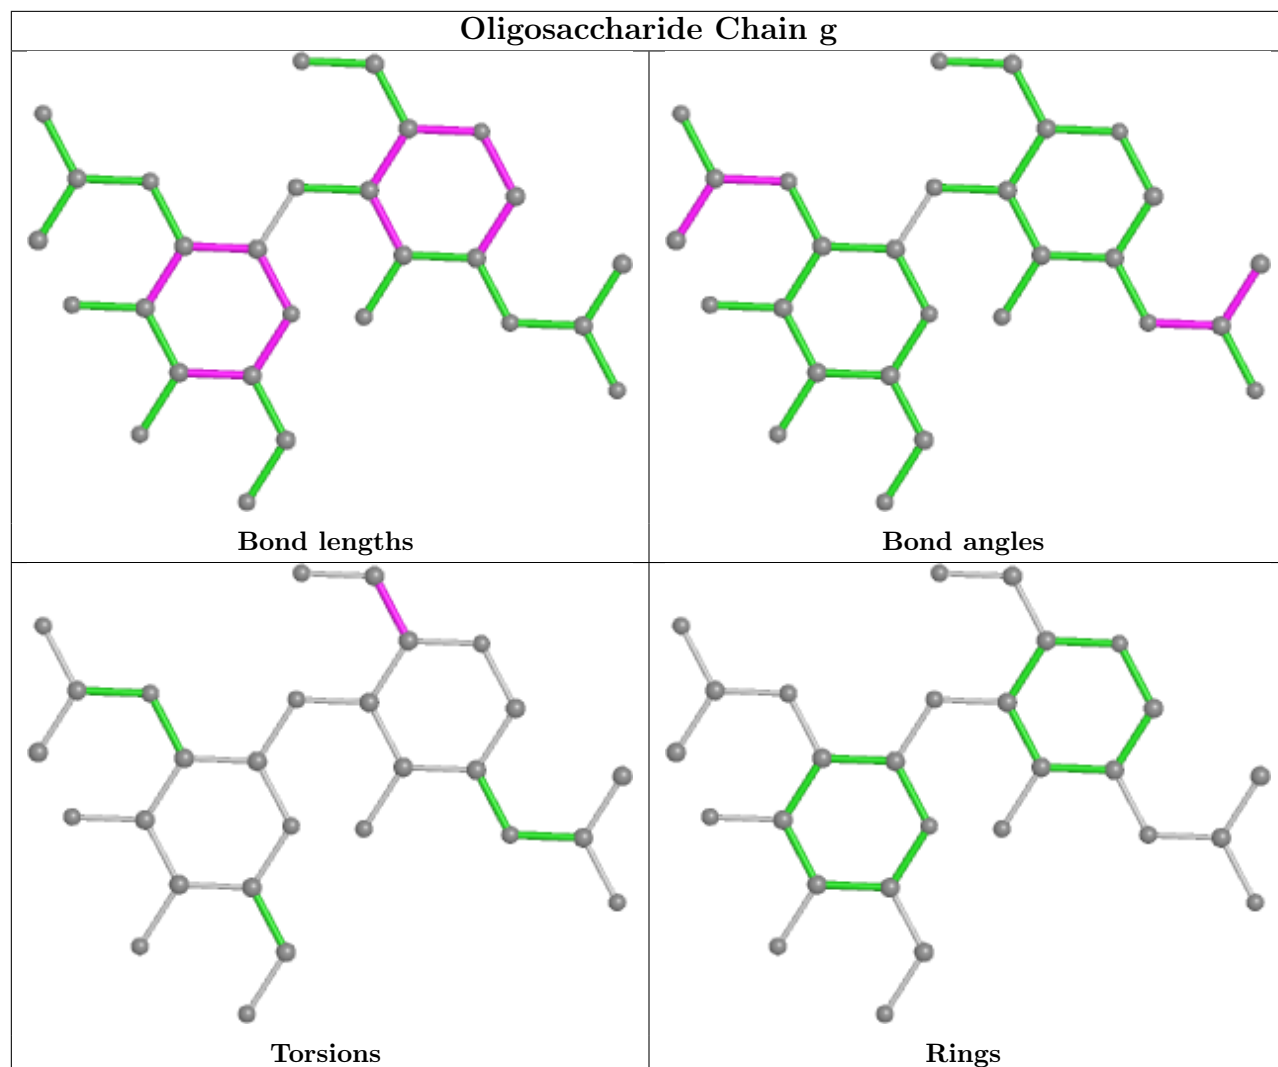 Oligosaccharide Chain g
Bond lengths
Bond angles
Torsions
Rings